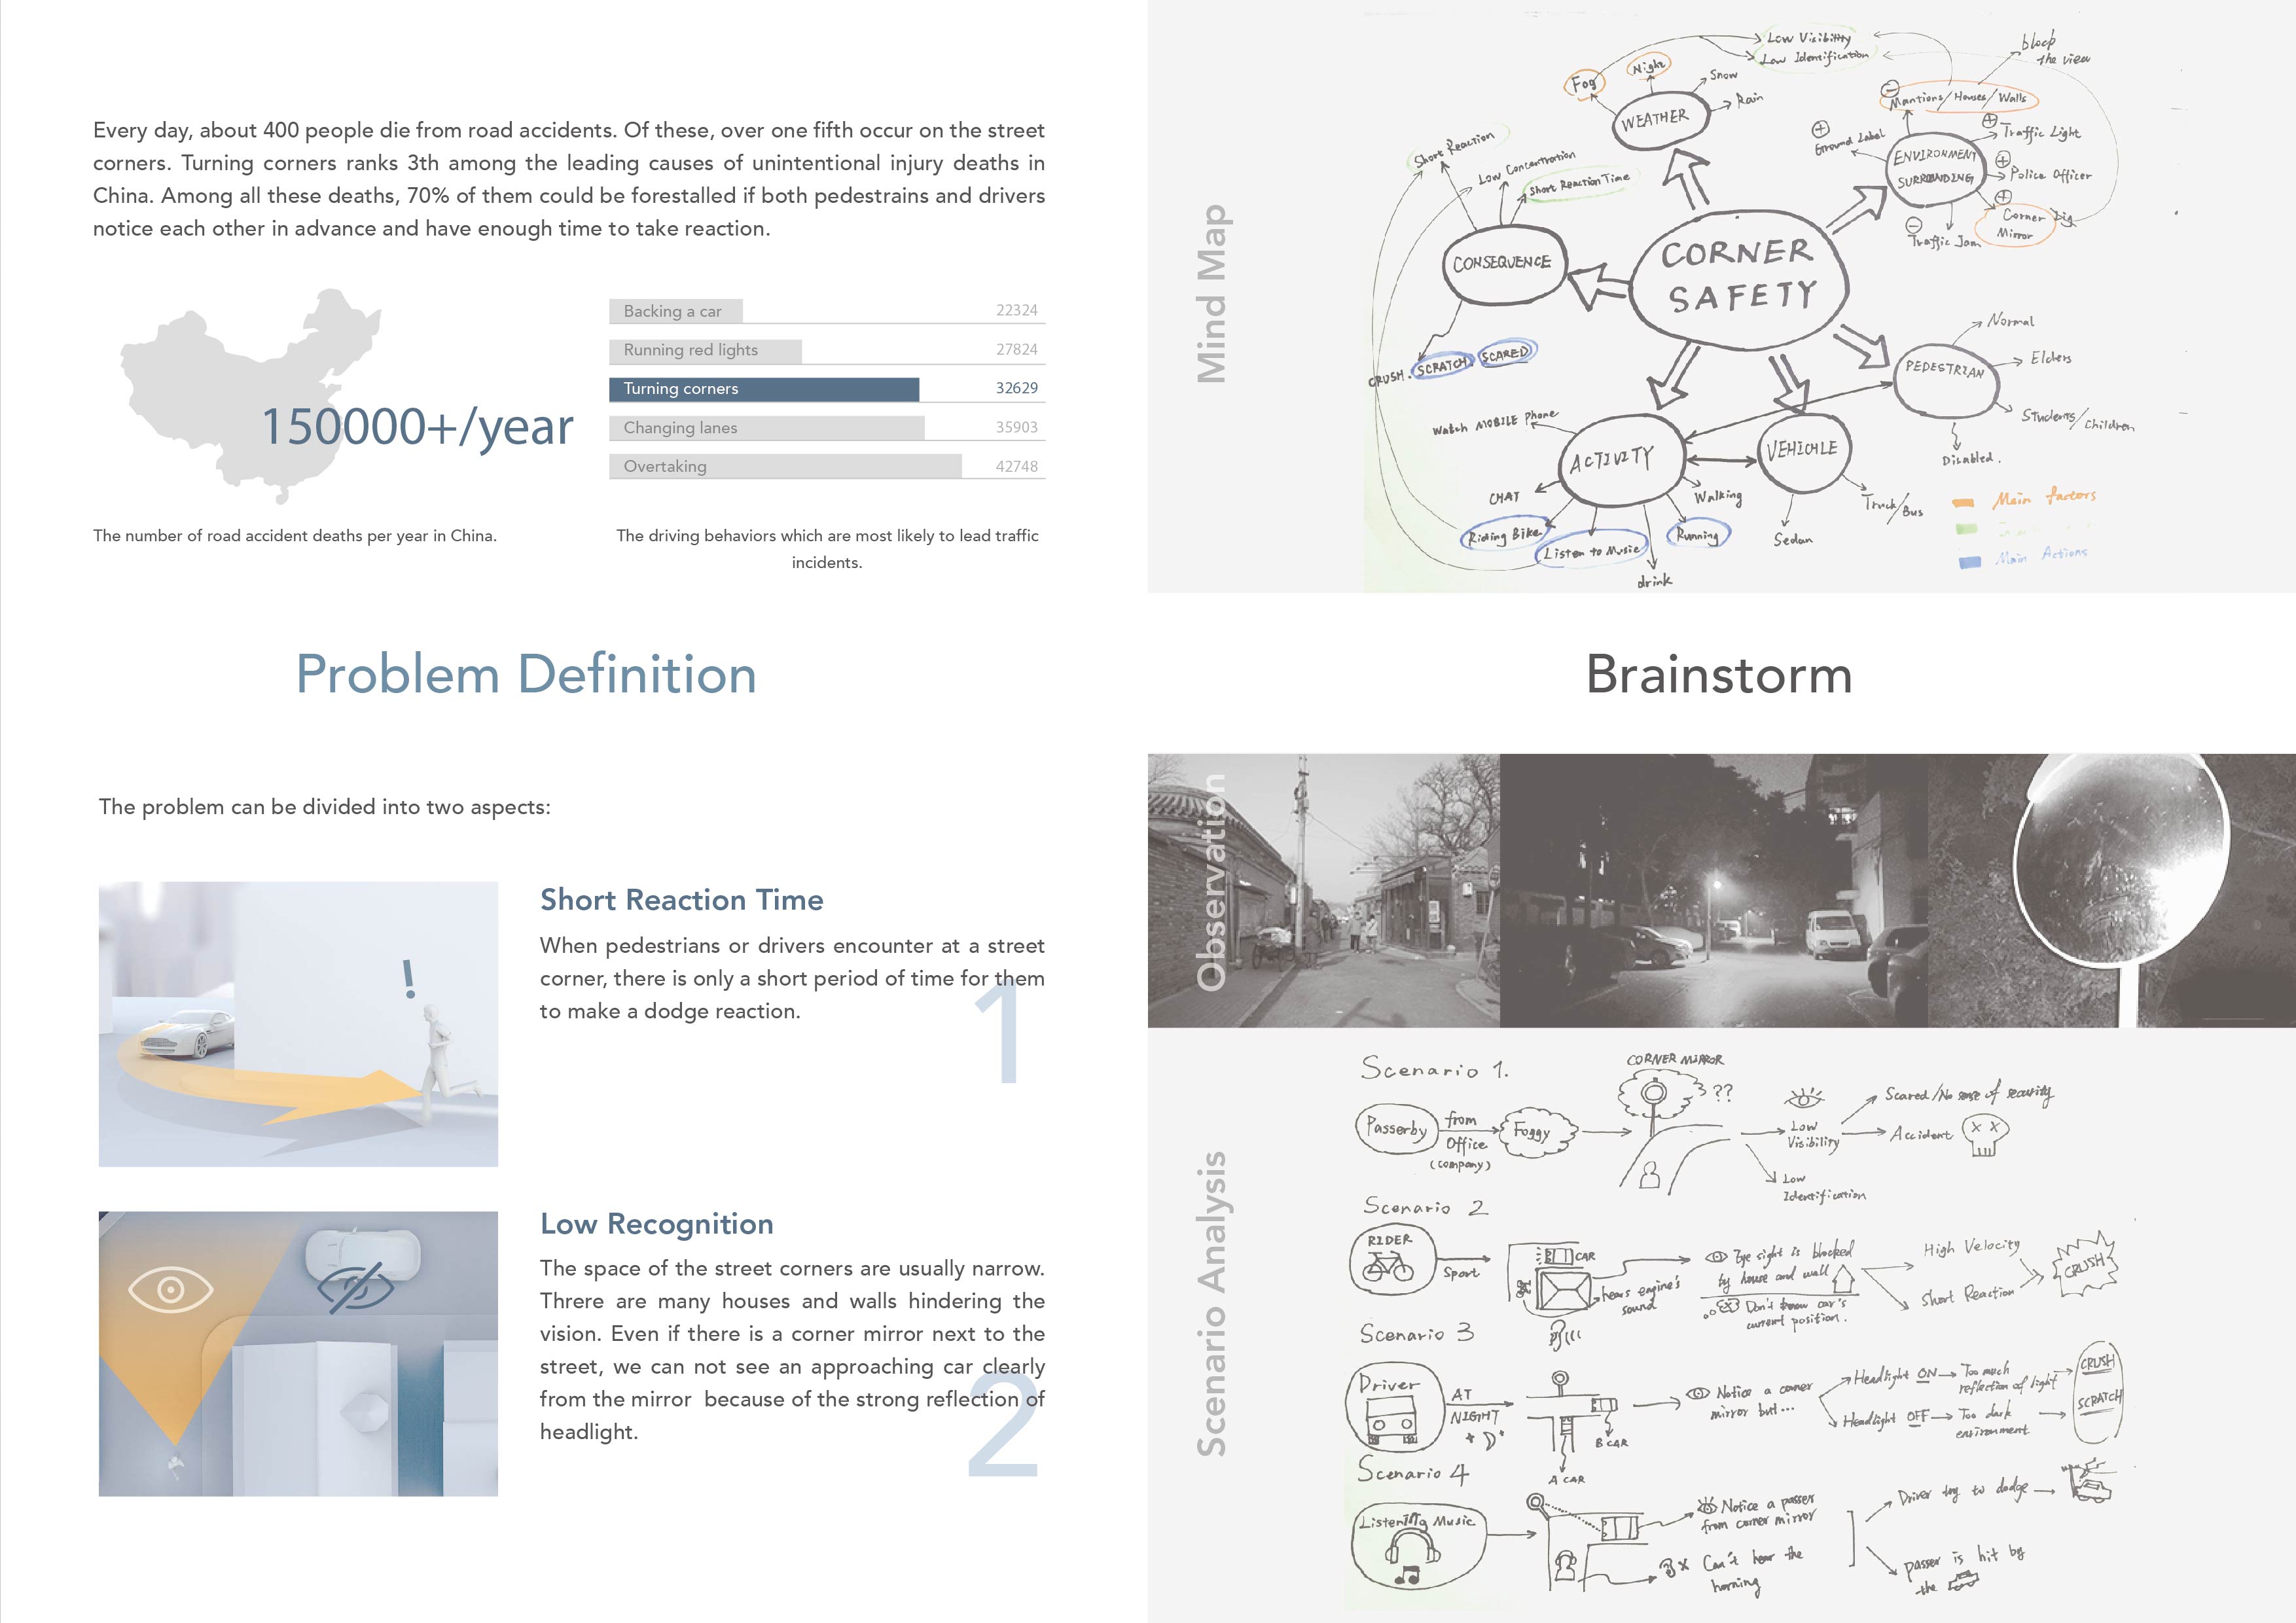 Every day, about 400 people die from road accidents. Of these, over one fifth occur on the street
corners. Turning corners ranks 3th among the leading causes of unintentional injury deaths in
China. Among all these deaths, 70% of them could be forestalled if both pedestrains and drivers
notice each other in advance and have enough time to take reaction.
150000+/year
The number of road accident deaths per year in China.
Backing a car 22324
Running red lights 27824
Turning corners 32629
Changing lanes 35903
Overtaking 42748
The driving behaviors which are most likely to lead traffic
incidents.
Problem Definition
The problem can be divided into two aspects:
!
Short Reaction Time
When pedestrians or drivers encounter at a street
corner, there is only a short period of time for them
to make a dodge reaction.
1
Low Recognition
The space of the street corners are usually narrow.
Threre are many houses and walls hindering the
vision. Even if there is a corner mirror next to the
street, we can not see an approaching car clearly
from the mirror because of the strong reflection of
headlight.
2
Mind Map
CORNER
SAFETY
WEATHER
Fog
Night
Snow
Rain
Low Visibility
Low Identification
block
the view
ENVIRONMENT
SURROUNDING
Mantions/Houses/Walls
Ground Label
Traffic Light
Police Officer
Corner
Mirror
Traffic Jam
CONSEQUENCE
Short Reaction
Low Concentration
Short Reaction Time
CRUSH. SCRATCH SCARED
PEDESTRIAN
Normal
Elders
Students/Children
Disabled.
ACTIVITY
Watch MOBILE Phone
CHAT
Riding Bike
Listen to Music
drink
Running
Walking
VEHICHLE
Sedan
Truck/Bus
Main factors
Main Actions
Brainstorm
Observation
Scenario Analysis
Scenario 1.
Passerby
from
Office
(company)
Foggy
CORNER MIRROR
??
Low
Visibility
Scared/No sense of security
Accident
Low
Identification
Scenario 2
RIDER
Sport
CAR
hears engine's
sound
Eye sight is blocked
by house and wall
Don't know car's
current position.
High Velocity
Short Reaction
CRUSH
Scenario 3
Driver
AT
NIGHT
A CAR
B CAR
Notice a corner
mirror but...
Headlight ON → Too much
reflection of light
Headlight OFF → Too dark
environment
CRUSH
SCRATCH
Scenario 4
Listening Music
Notice a passer
from corner mirror
Can't hear the
horning
Driver try to dodge
passer is hit by
the